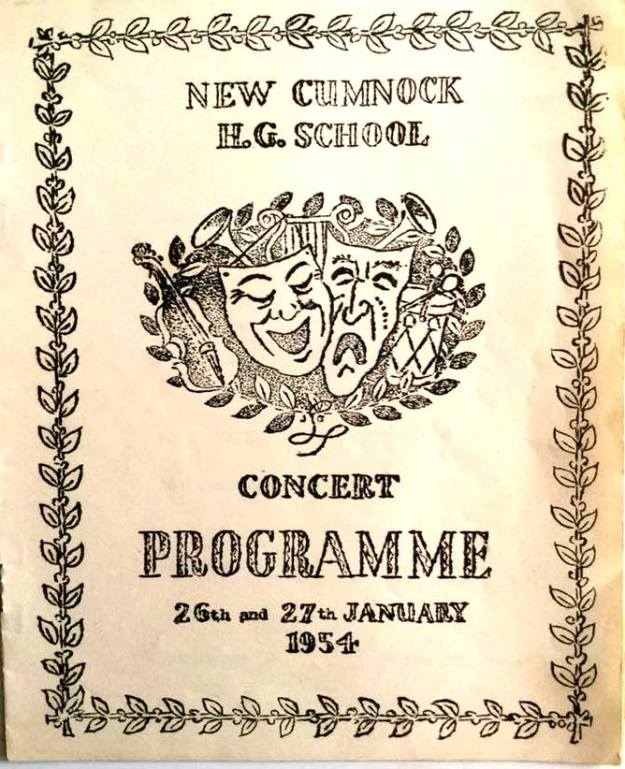 NEW CUMNOCK
H.G. SCHOOL
CONCERT
PROGRAMME
26th and 27th JANUARY
1954